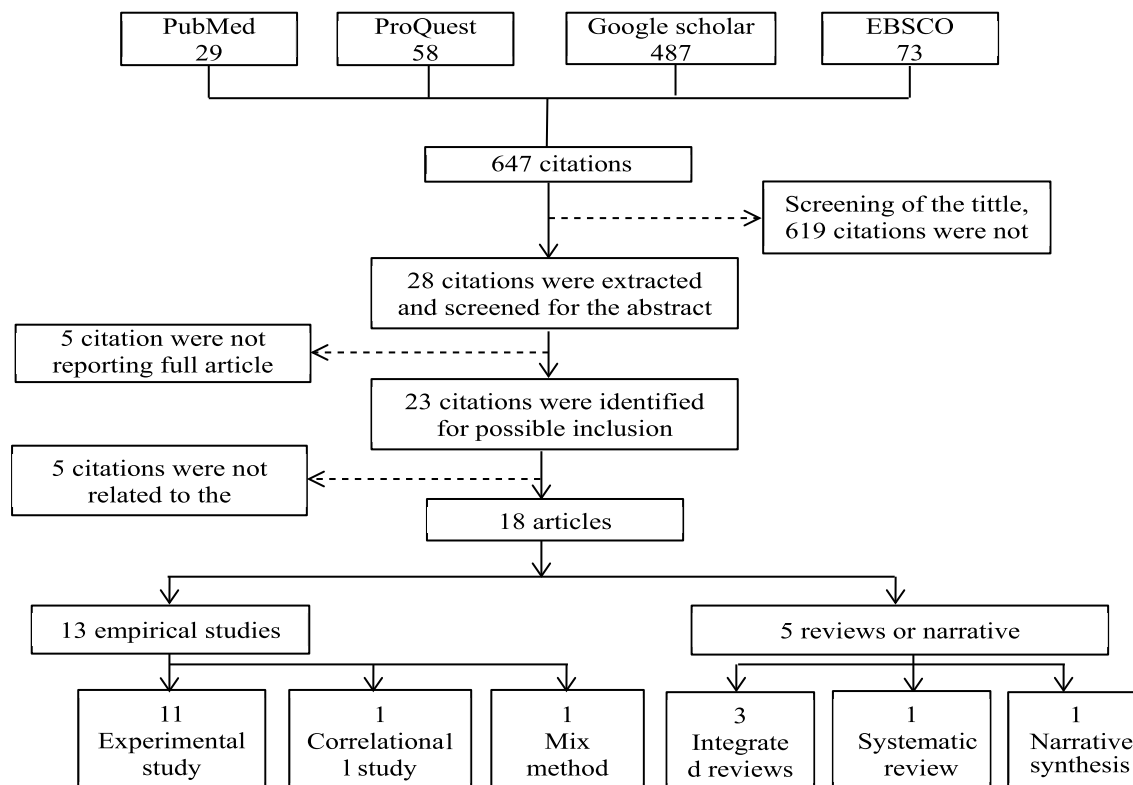 PubMed
29
ProQuest
58
Google scholar
487
EBSCO
73
647 citations
Screening of the tittle,
619 citations were not
28 citations were extracted
and screened for the abstract
5 citation were not
reporting full article
23 citations were identified
for possible inclusion
5 citations were not
related to the
18 articles
13 empirical studies
5 reviews or narrative
11
Experimental
study
1
Correlational
l study
1
Mix
method
3
Integrate
d reviews
1
Systematic
review
1
Narrative
synthesis